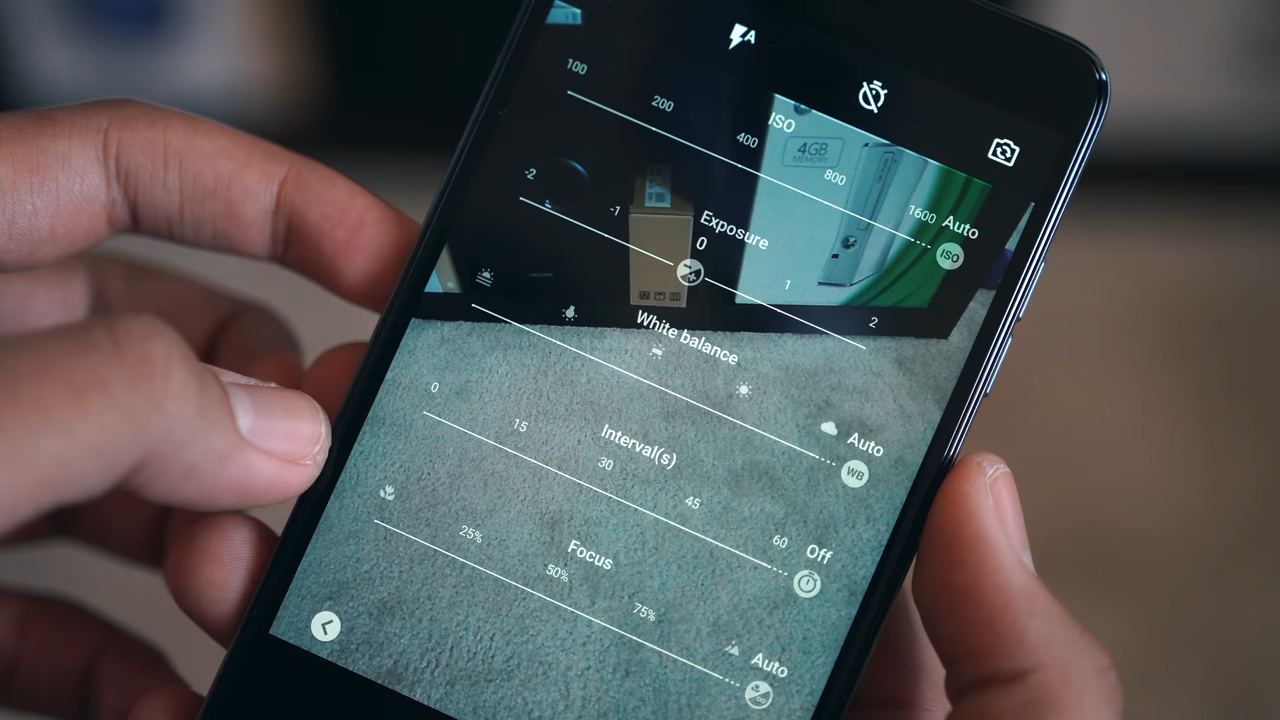 A
100 200 400 800 1600 Auto
ISO
ISO
4GB
MEMORY
-2 -1 0 1 2
Exposure
White balance
Auto
WB
0 15 30 45 60 Off
Interval(s)
25% 50% 75% Auto
Focus